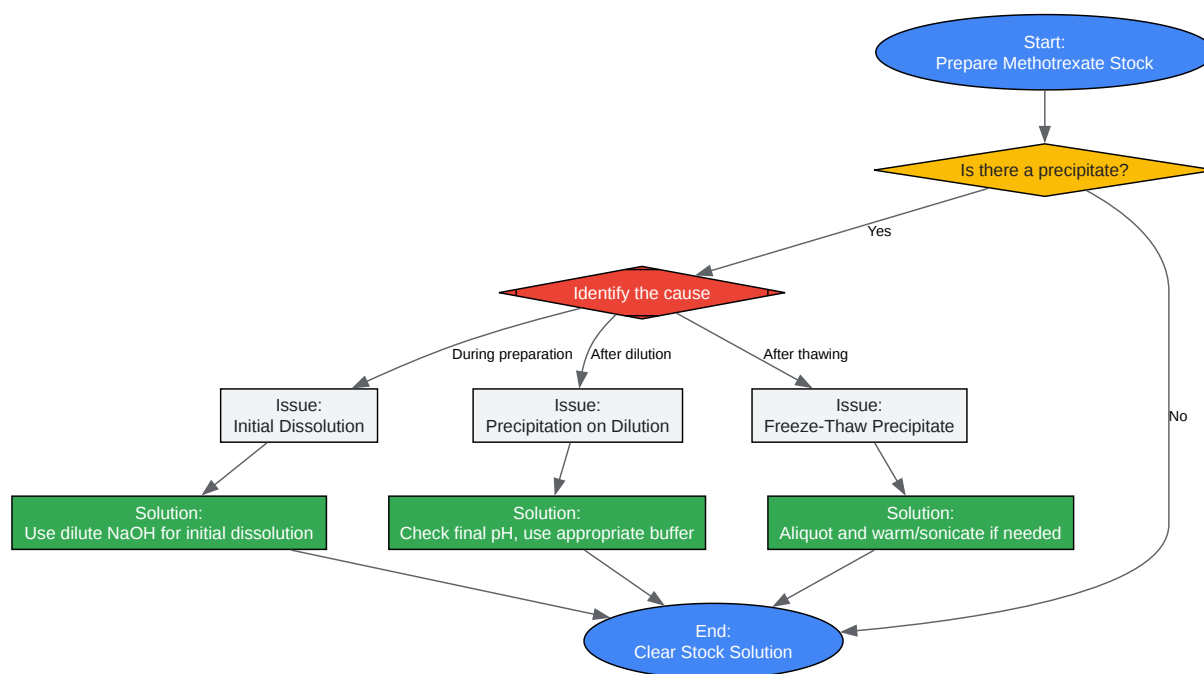 Start:
Prepare Methotrexate Stock
Is there a precipitate?
Yes
Identify the cause
During preparation
After dilution
After thawing
Issue:
Initial Dissolution
Issue:
Precipitation on Dilution
Issue:
Freeze-Thaw Precipitate
No
Solution:
Use dilute NaOH for initial dissolution
Solution:
Check final pH, use appropriate buffer
Solution:
Aliquot and warm/sonicate if needed
End:
Clear Stock Solution